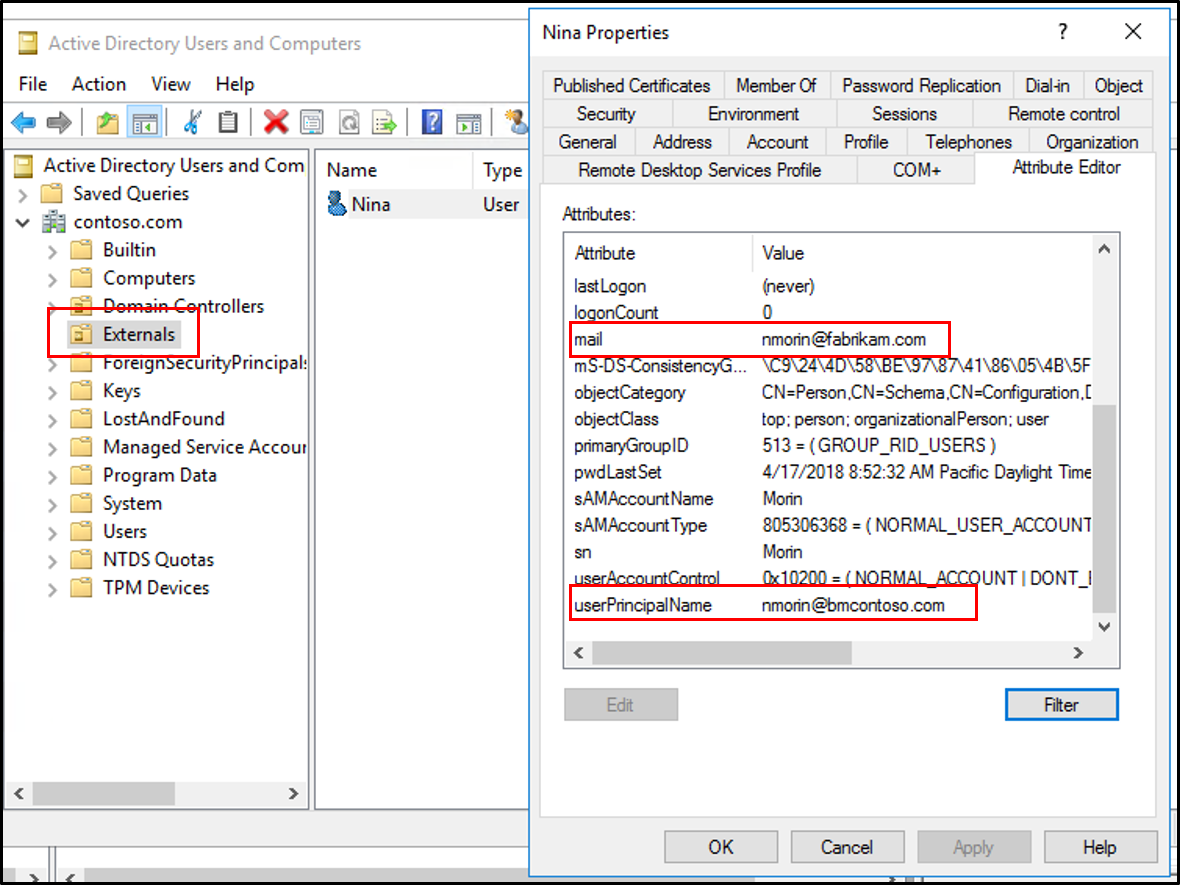 Active Directory Users and Computers
File Action View Help
Active Directory Users and Com
Saved Queries
contoso.com
Builtin
Computers
Domain Controllers
Externals
ForeignSecurityPrincipals
Keys
LostAndFound
Managed Service Accour
Program Data
System
Users
NTDS Quotas
TPM Devices
Name Type
Nina User
Nina Properties
?
Published Certificates Member Of Password Replication Dial-in Object
Security Environment Sessions Remote control
General Address Account Profile Telephones Organization
Remote Desktop Services Profile COM+ Attribute Editor
Attributes:
Attribute Value
lastLogon (never)
logonCount 0
mail nmorin@fabrikam.com
mS-DS-ConsistencyG... \C9\24\4D\58\BE\97\87\41\86\05\4B\5F
objectCategory CN=Person,CN=Schema,CN=Configuration,D
objectClass top; person; organizationalPerson; user
primaryGroupID 513 = ( GROUP_RID_USERS )
pwdLastSet 4/17/2018 8:52:32 AM Pacific Daylight Time
sAMAccountName Morin
sAMAccountType 805306368 = ( NORMAL_USER_ACCOUNT
sn Morin
userAccountControl 0x10200 = ( NORMAL_ACCOUNT | DONT_E
userPrincipalName nmorin@bmcontoso.com
Edit Filter
OK Cancel Apply Help